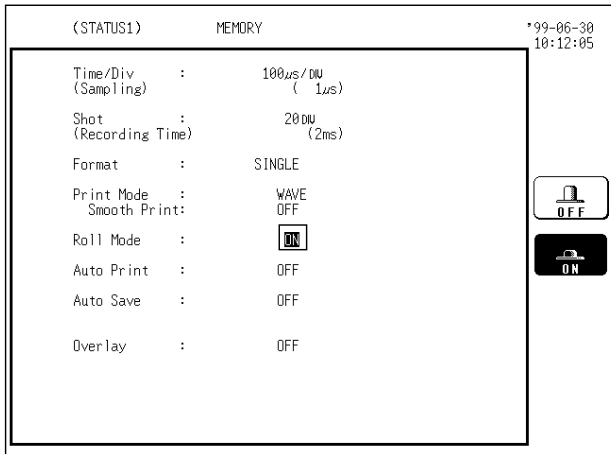 (STATUS1) MEMORY '99-06-30
10:12:05
Time/Div : 100µs/DIV
(Sampling) ( 1µs)
Shot : 20DIV
(Recording Time) (2ms)
Format : SINGLE
Print Mode : WAVE
Smooth Print: OFF
Roll Mode : ON
Auto Print : OFF
Auto Save : OFF
Overlay : OFF
OFF
ON